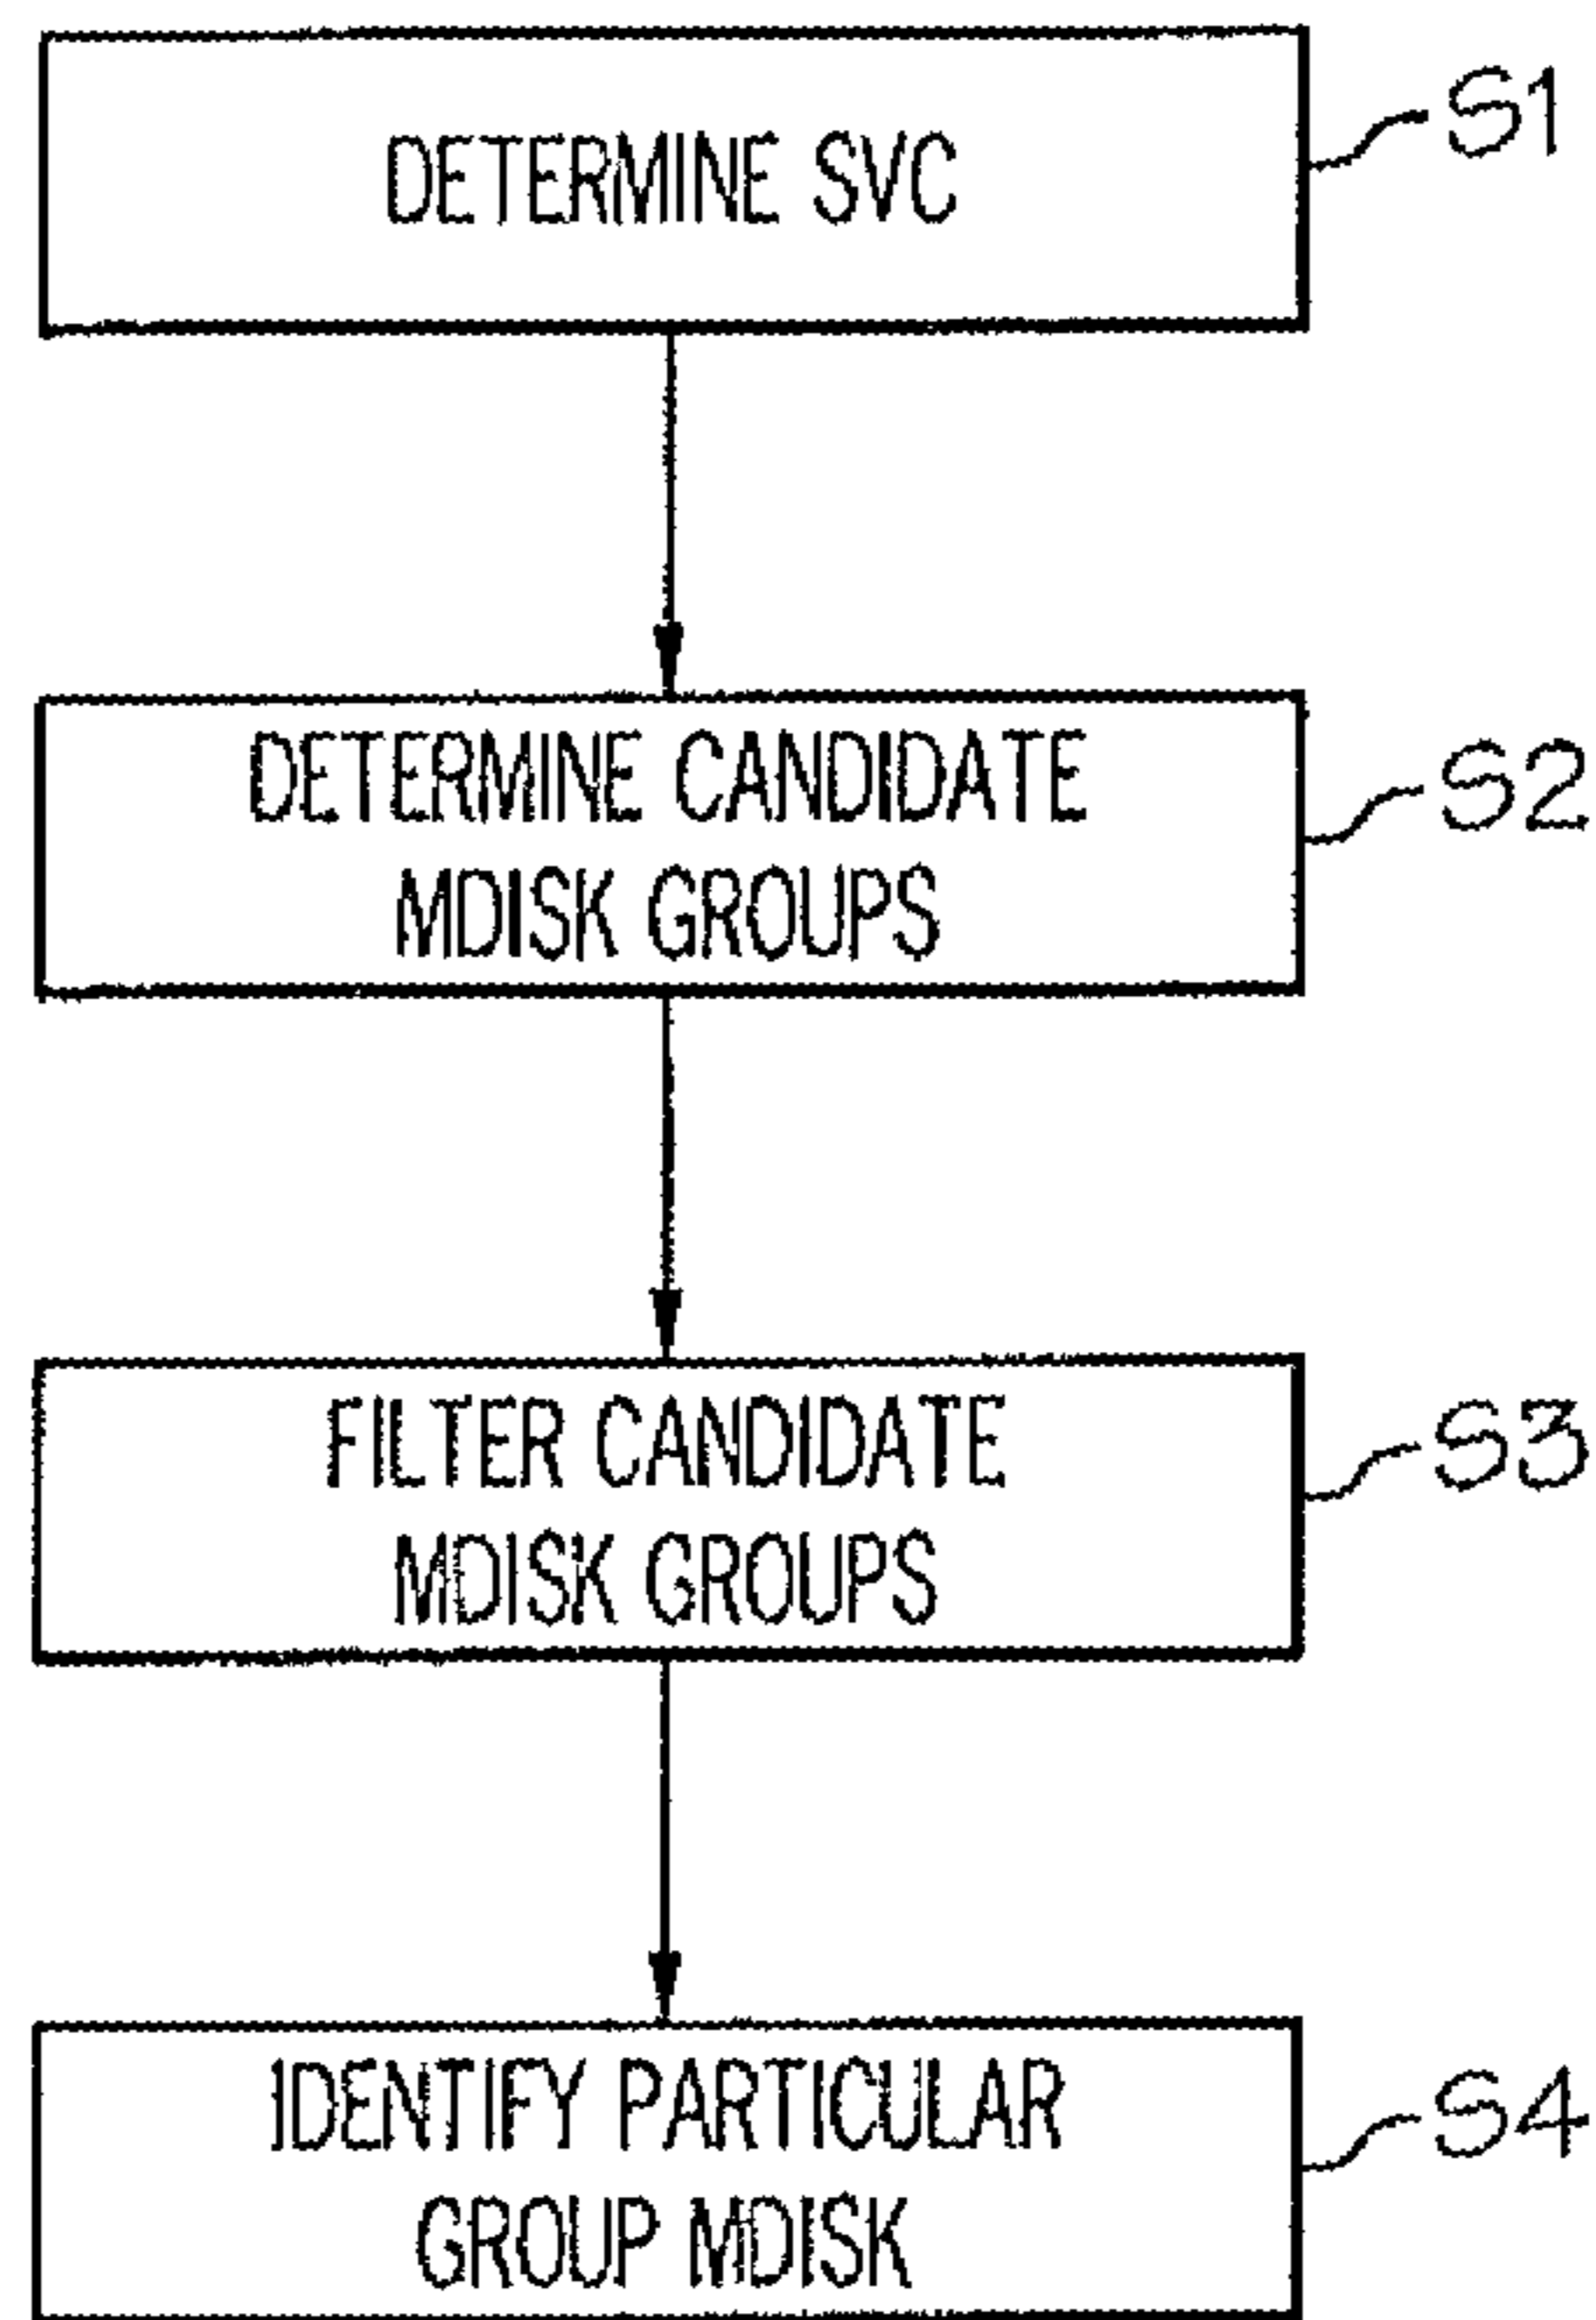 DETERMINE SVC
S1
DETERMINE CANDIDATE
MDISK GROUPS
S2
FILTER CANDIDATE
MDISK GROUPS
S3
IDENTIFY PARTICULAR
GROUP MDISK
S4